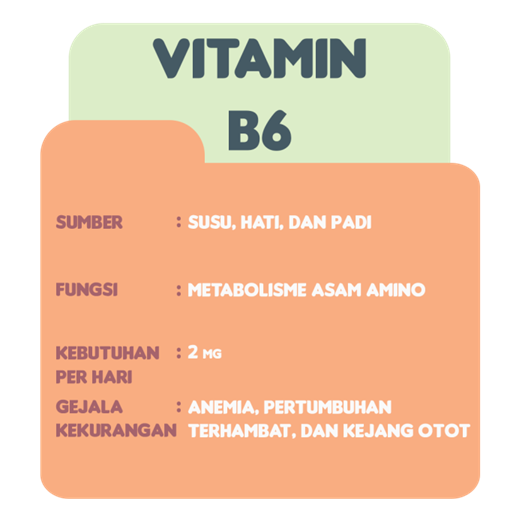 VITAMIN
B6
SUMBER : SUSU, HATI, DAN PADI
FUNGSI : METABOLISME ASAM AMINO
KEBUTUHAN : 2 MG
PER HARI
GEJALA : ANEMIA, PERTUMBUHAN
KEKURANGAN TERHAMBAT, DAN KEJANG OTOT